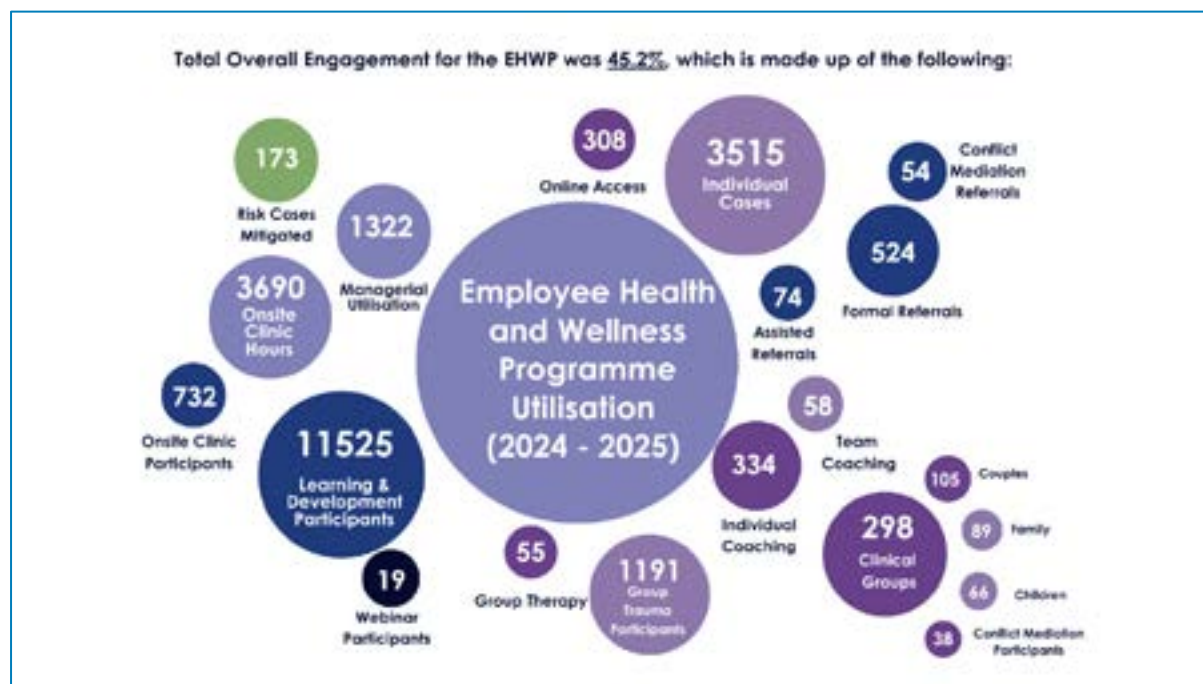 Total Overall Engagement for the EHWP was 45.2%, which is made up of the following:
173
Risk Cases
Mitigated
1322
Managerial
Utilisation
3690
Onsite
Clinic
Hours
732
Onsite Clinic
Participants
11525
Learning &
Development
Participants
19
Webinar
Participants
308
Online Access
3515
Individual
Cases
54
Conflict
Mediation
Referrals
524
Formal Referrals
74
Assisted
Referrals
Employee Health
and Wellness
Programme
Utilisation
(2024 - 2025)
58
Team
Coaching
334
Individual
Coaching
55
Group Therapy
1191
Group
Trauma
Participants
298
Clinical
Groups
105
Couples
89
Family
66
Children
38
Conflict Mediation
Participants